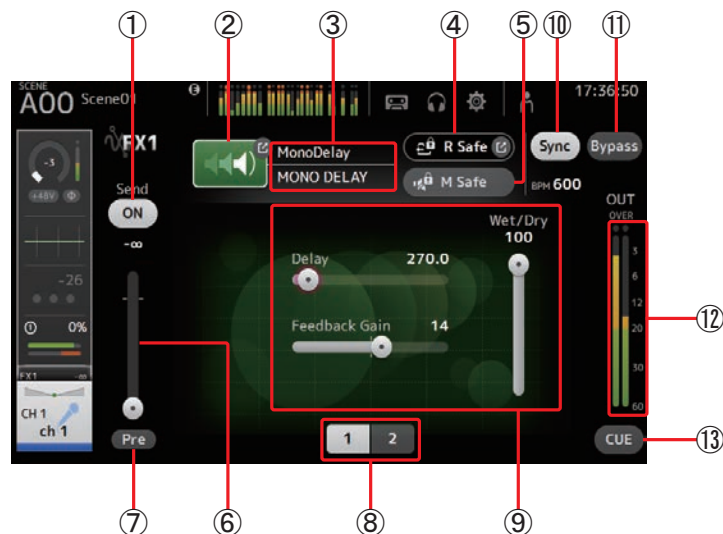 ① ② ③ ④ ⑤ ⑩ ⑪
SCENE
A00 Scene01
E
17:36:50
-3
+48V Φ
-26
0%
FX1 -∞
CH 1
ch 1
FX1
Send
ON
-∞
Pre
MonoDelay
MONO DELAY
R Safe
M Safe
Sync
Bypass
BPM 600
Wet/Dry
100
Delay 270.0
Feedback Gain 14
1 2
OUT
OVER
3
6
12
20
30
60
CUE
⑫
⑬
⑦ ⑥ ⑧ ⑨